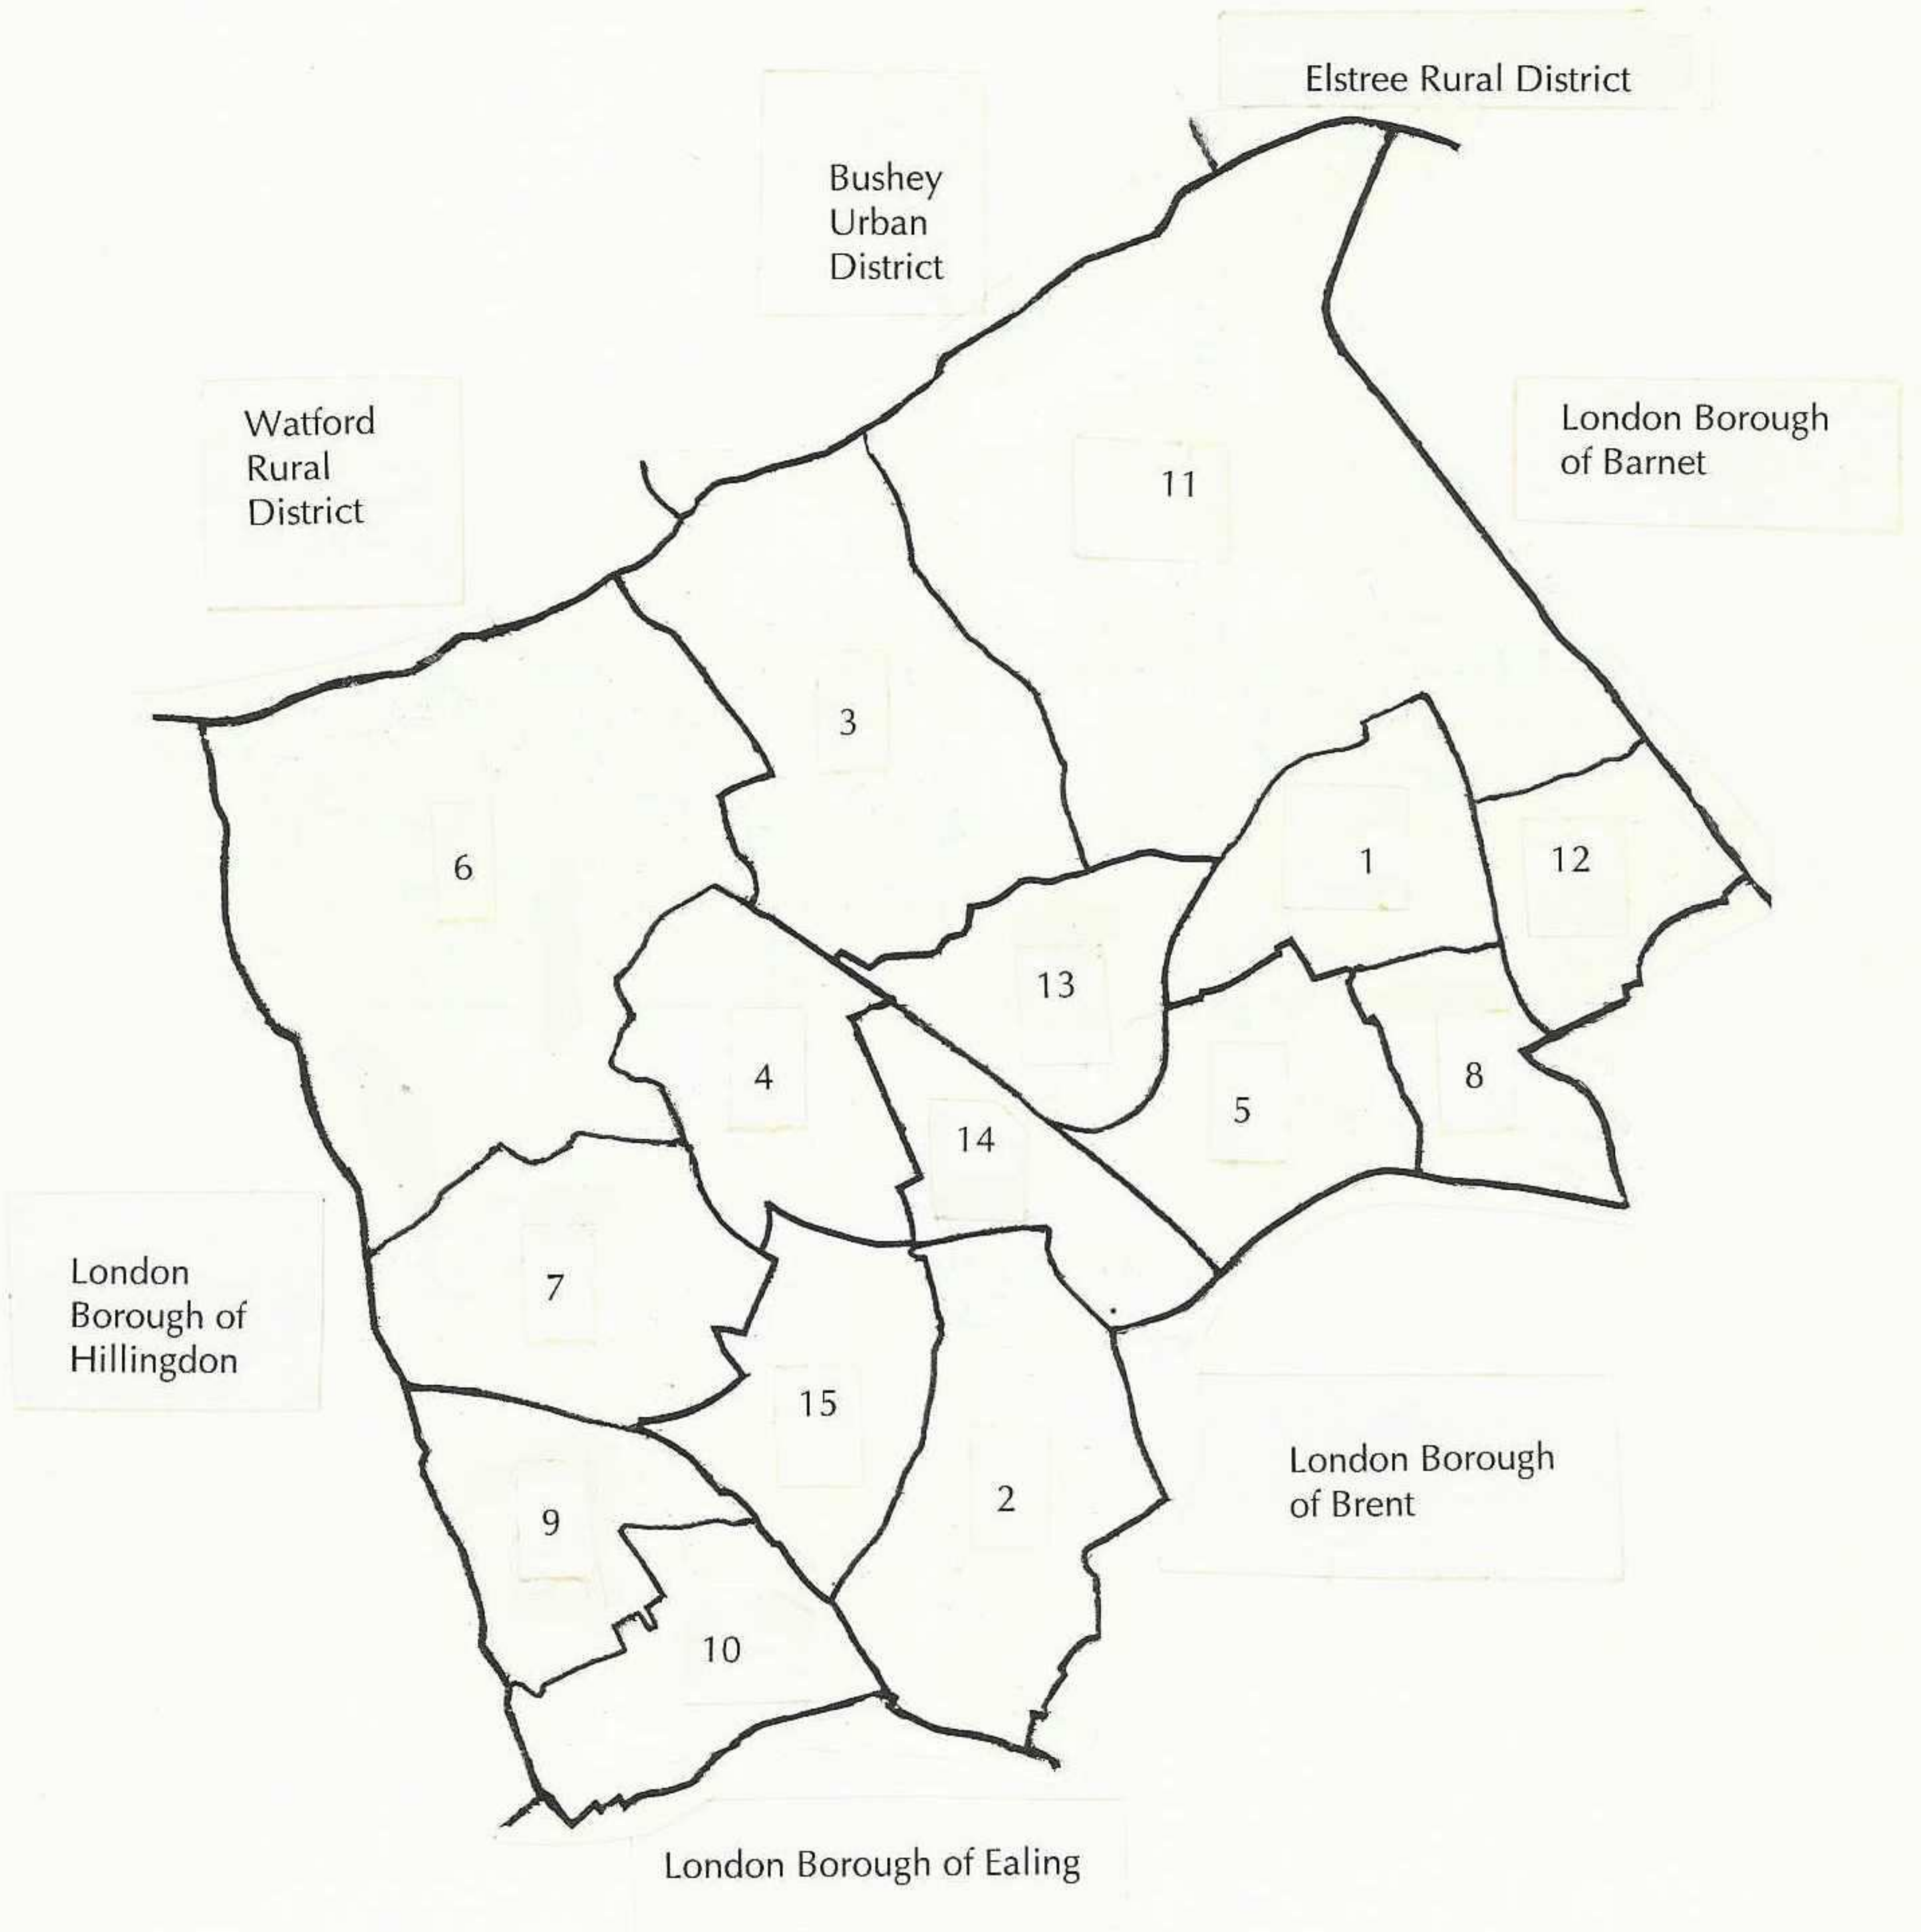 Elstree Rural District
Bushey
Urban
District
Watford
Rural
District
London Borough
of Barnet
11
3
6
1
12
13
4
8
5
14
London
Borough of
Hillingdon
7
15
2
London Borough
of Brent
9
10
London Borough of Ealing